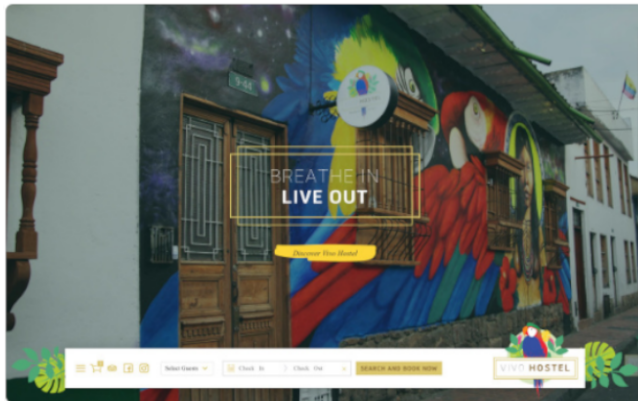 BREATHE IN
LIVE OUT
Discover Vivo Hostel
Select Guests
Check In
Check Out
SEARCH AND BOOK NOW
VIVO HOSTEL